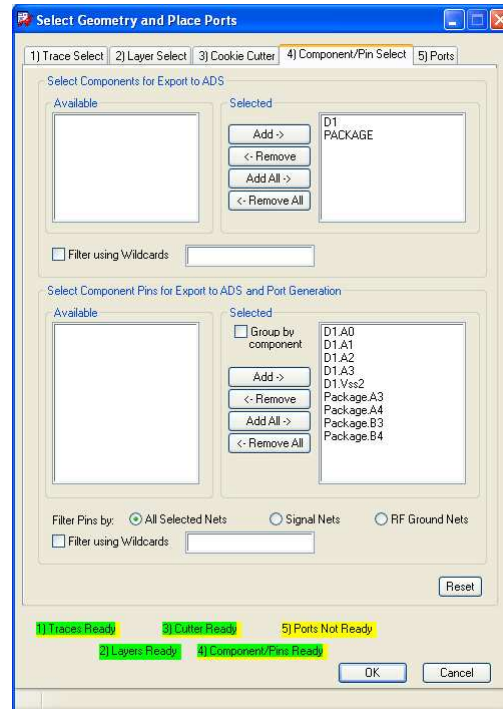 Select Geometry and Place Ports
1) Trace Select 2) Layer Select 3) Cookie Cutter 4) Component/Pin Select 5) Ports
Select Components for Export to ADS
Available
Selected
Add ->
<- Remove
Add All ->
<- Remove All
D1
PACKAGE
Filter using Wildcards
Select Component Pins for Export to ADS and Port Generation
Available
Selected
Group by
component
Add ->
<- Remove
Add All ->
<- Remove All
D1.A0
D1.A1
D1.A2
D1.A3
D1.Vss2
Package.A3
Package.A4
Package.B3
Package.B4
Filter Pins by: All Selected Nets Signal Nets RF Ground Nets
Filter using Wildcards
Reset
1) Traces Ready 3) Cutter Ready 5) Ports Not Ready
2) Layers Ready 4) Component/Pins Ready
OK Cancel